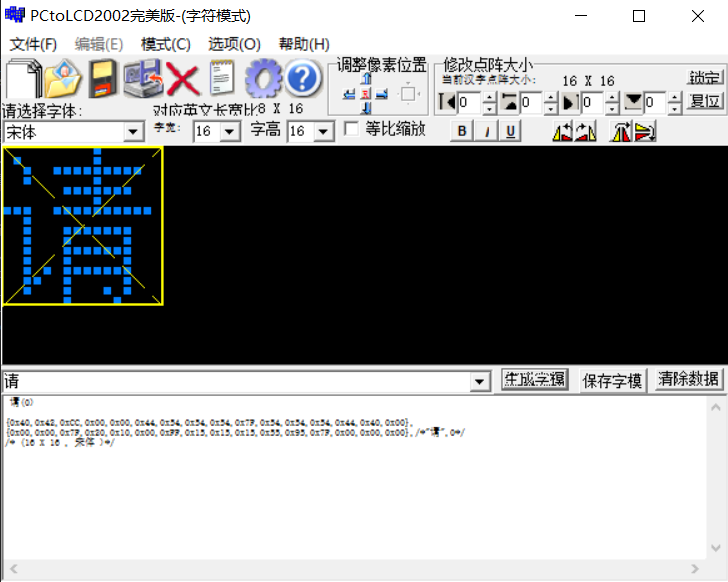 PCtoLCD2002完美版-(字符模式)
文件(F) 编辑(E) 模式(C) 选项(O) 帮助(H)
调整像素位置
修改点阵大小
当前汉字点阵大小: 16 X 16
锁定
0 0 0 0 复位
请选择字体: 对应英文长宽比8 X 16
宋体 字宽: 16 字高 16 等比缩放 B I U
请
请 生成字模 保存字模 清除数据
请(0)
{0x40,0x42,0xCC,0x00,0x00,0x44,0x54,0x54,0x54,0x7F,0x54,0x54,0x54,0x44,0x40,0x00},
{0x00,0x00,0x7F,0x20,0x10,0x00,0xFF,0x15,0x15,0x15,0x55,0x95,0x7F,0x00,0x00,0x00},/*"请",0*/
/* (16 X 16 , 宋体 )*/